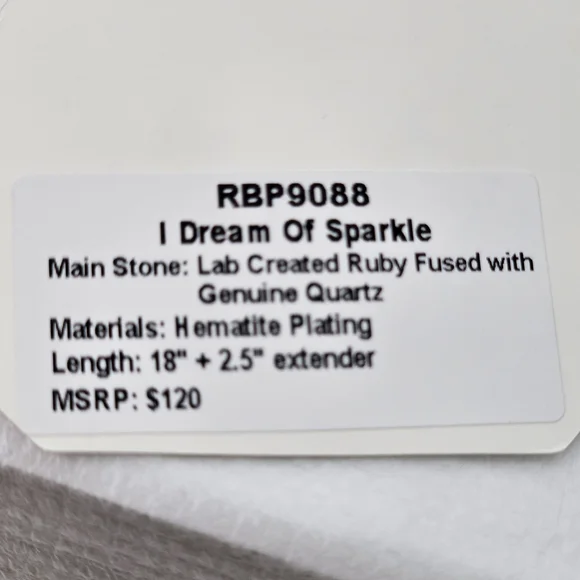 RBP9088
I Dream Of Sparkle
Main Stone: Lab Created Ruby Fused with
Genuine Quartz
Materials: Hematite Plating
Length: 18" + 2.5" extender
MSRP: $120